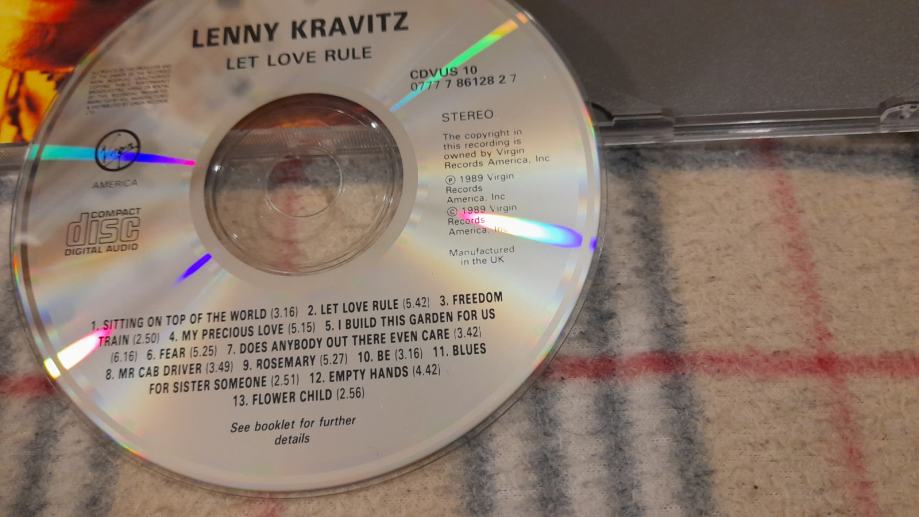 LENNY KRAVITZ
LET LOVE RULE
CDVUS 10
0777 7 86128 2 7
STEREO
The copyright in
this recording is
owned by Virgin
Records America, Inc
Ⓟ 1989 Virgin
Records
America. Inc
© 1989 Virgin
Records
America. Inc
Manufactured
in the UK
Virgin
AMERICA
COMPACT
disc
DIGITAL AUDIO
1. SITTING ON TOP OF THE WORLD (3.16) 2. LET LOVE RULE (5.42) 3. FREEDOM
TRAIN (2.50) 4. MY PRECIOUS LOVE (5.15) 5. I BUILD THIS GARDEN FOR US
(6.16) 6. FEAR (5.25) 7. DOES ANYBODY OUT THERE EVEN CARE (3.42)
8. MR CAB DRIVER (3.49) 9. ROSEMARY (5.27) 10. BE (3.16) 11. BLUES
FOR SISTER SOMEONE (2.51) 12. EMPTY HANDS (4.42)
13. FLOWER CHILD (2.56)
See booklet for further
details